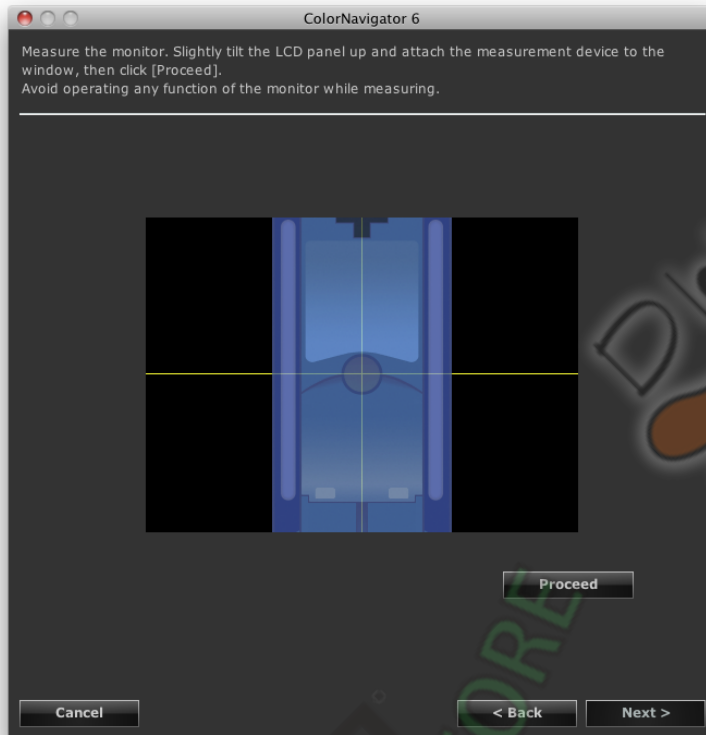 ColorNavigator 6
Measure the monitor. Slightly tilt the LCD panel up and attach the measurement device to the
window, then click [Proceed].
Avoid operating any function of the monitor while measuring.
Proceed
Cancel
< Back
Next >